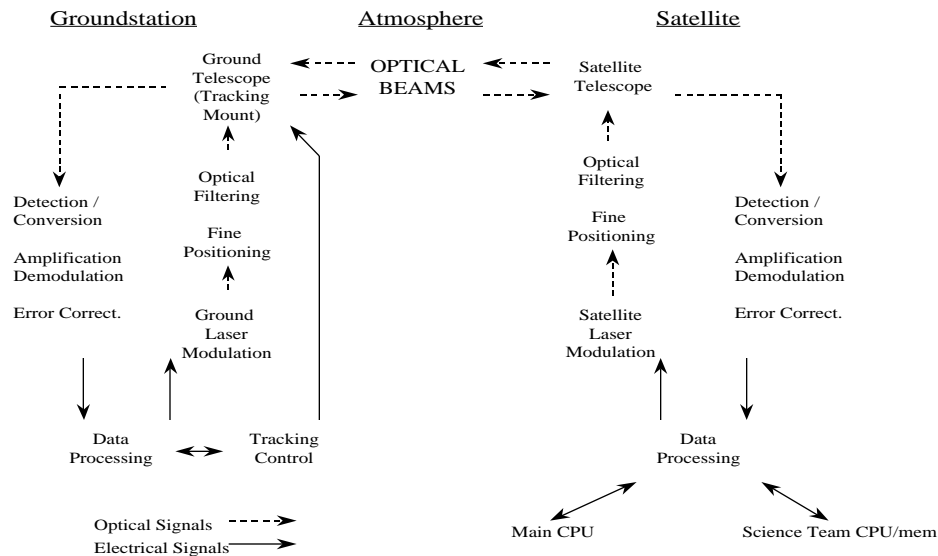 Groundstation
Atmosphere
Satellite
Ground
Telescope
(Tracking
Mount)
OPTICAL
BEAMS
Satellite
Telescope
Optical
Filtering
Fine
Positioning
Ground
Laser
Modulation
Detection /
Conversion
Amplification
Demodulation
Error Correct.
Data
Processing
Tracking
Control
Optical
Filtering
Fine
Positioning
Satellite
Laser
Modulation
Detection /
Conversion
Amplification
Demodulation
Error Correct.
Data
Processing
Main CPU
Science Team CPU/mem
Optical Signals
Electrical Signals